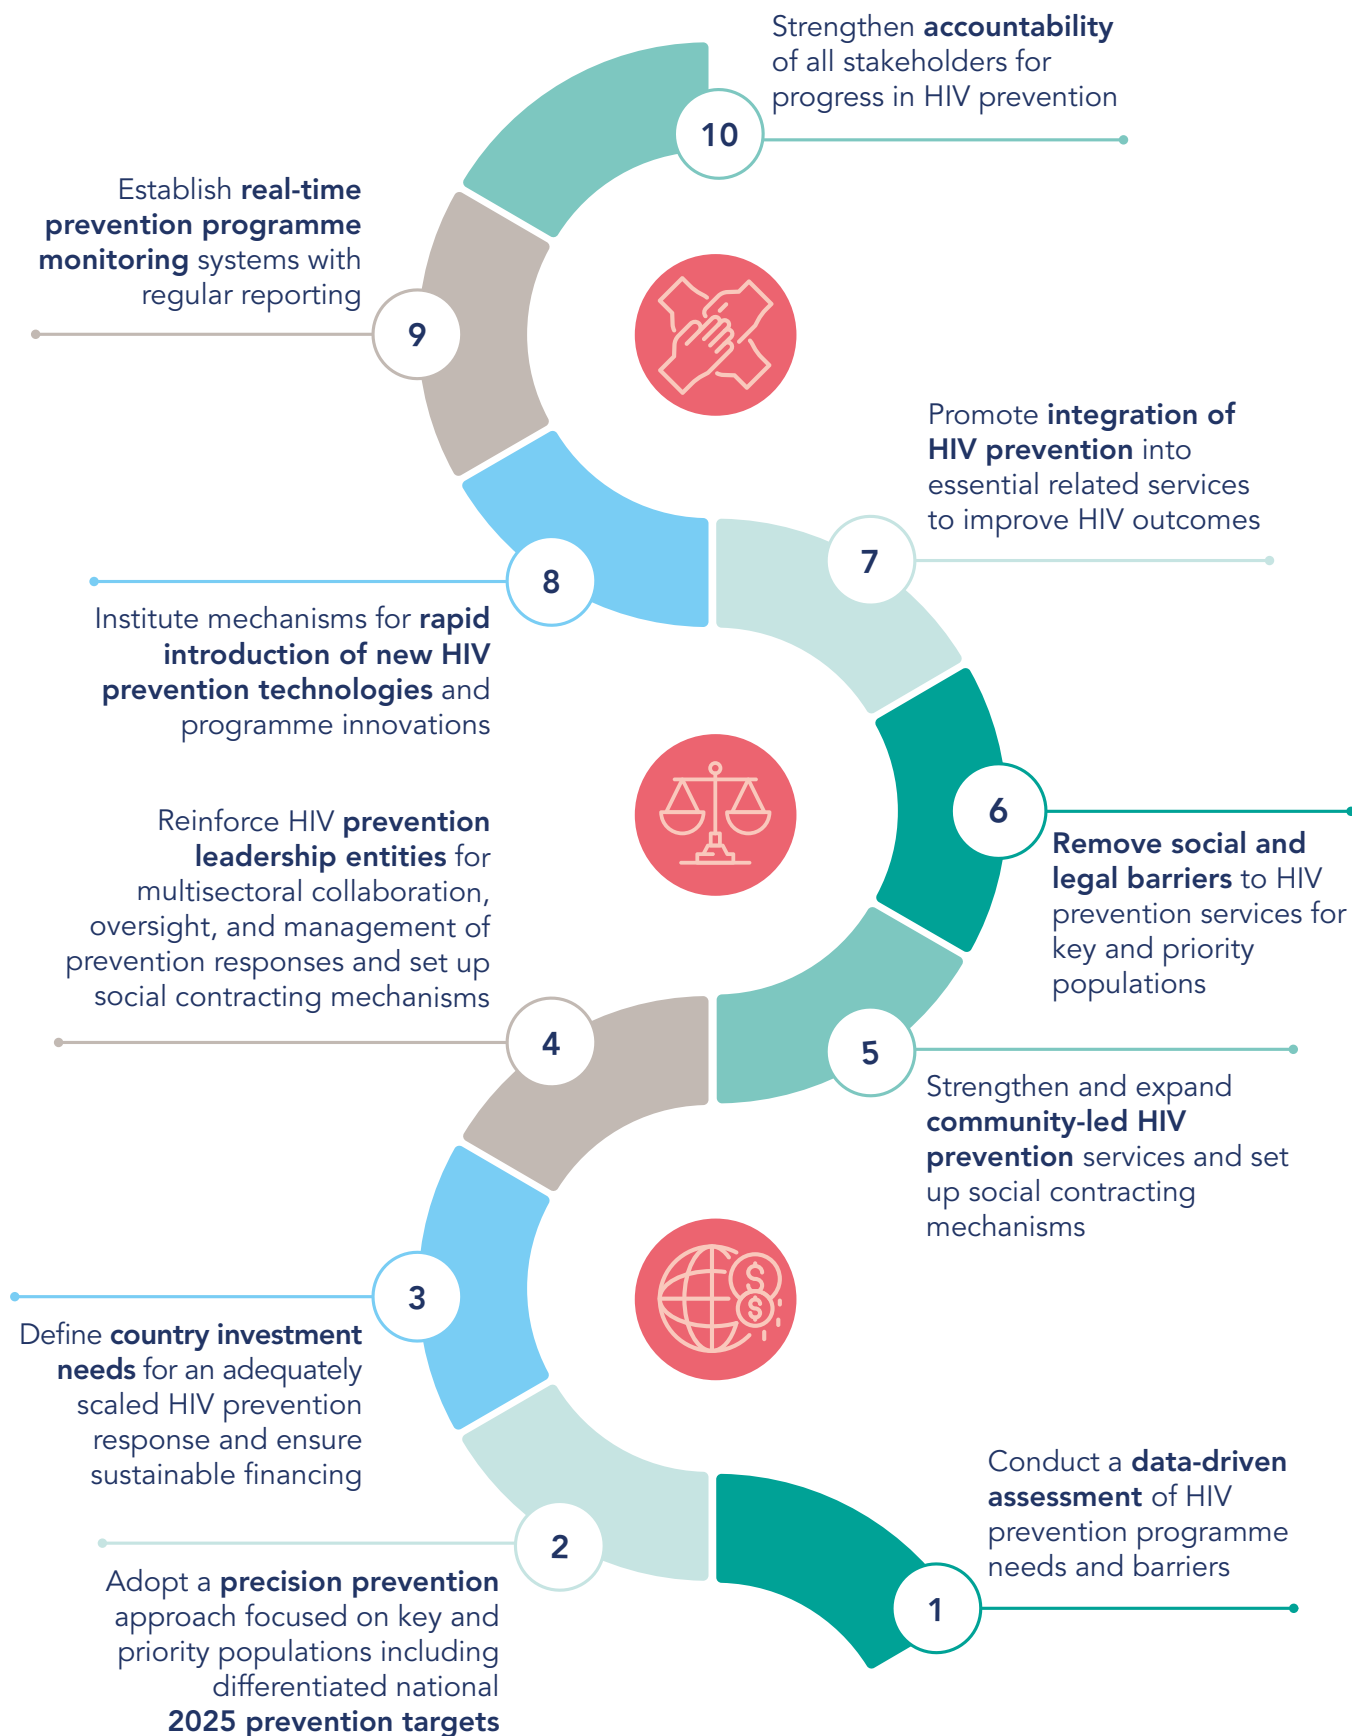 Strengthen accountability
of all stakeholders for
progress in HIV prevention
10
Establish real-time
prevention programme
monitoring systems with
regular reporting
9
Promote integration of
HIV prevention into
essential related services
to improve HIV outcomes
7
8
Institute mechanisms for rapid
introduction of new HIV
prevention technologies and
programme innovations
6
Remove social and
legal barriers to HIV
prevention services for
key and priority
populations
Reinforce HIV prevention
leadership entities for
multisectoral collaboration,
oversight, and management of
prevention responses and set up
social contracting mechanisms
4
5
Strengthen and expand
community-led HIV
prevention services and set
up social contracting
mechanisms
$
$
3
Define country investment
needs for an adequately
scaled HIV prevention
response and ensure
sustainable financing
Conduct a data-driven
assessment of HIV
prevention programme
needs and barriers
1
2
Adopt a precision prevention
approach focused on key and
priority populations including
differentiated national
2025 prevention targets